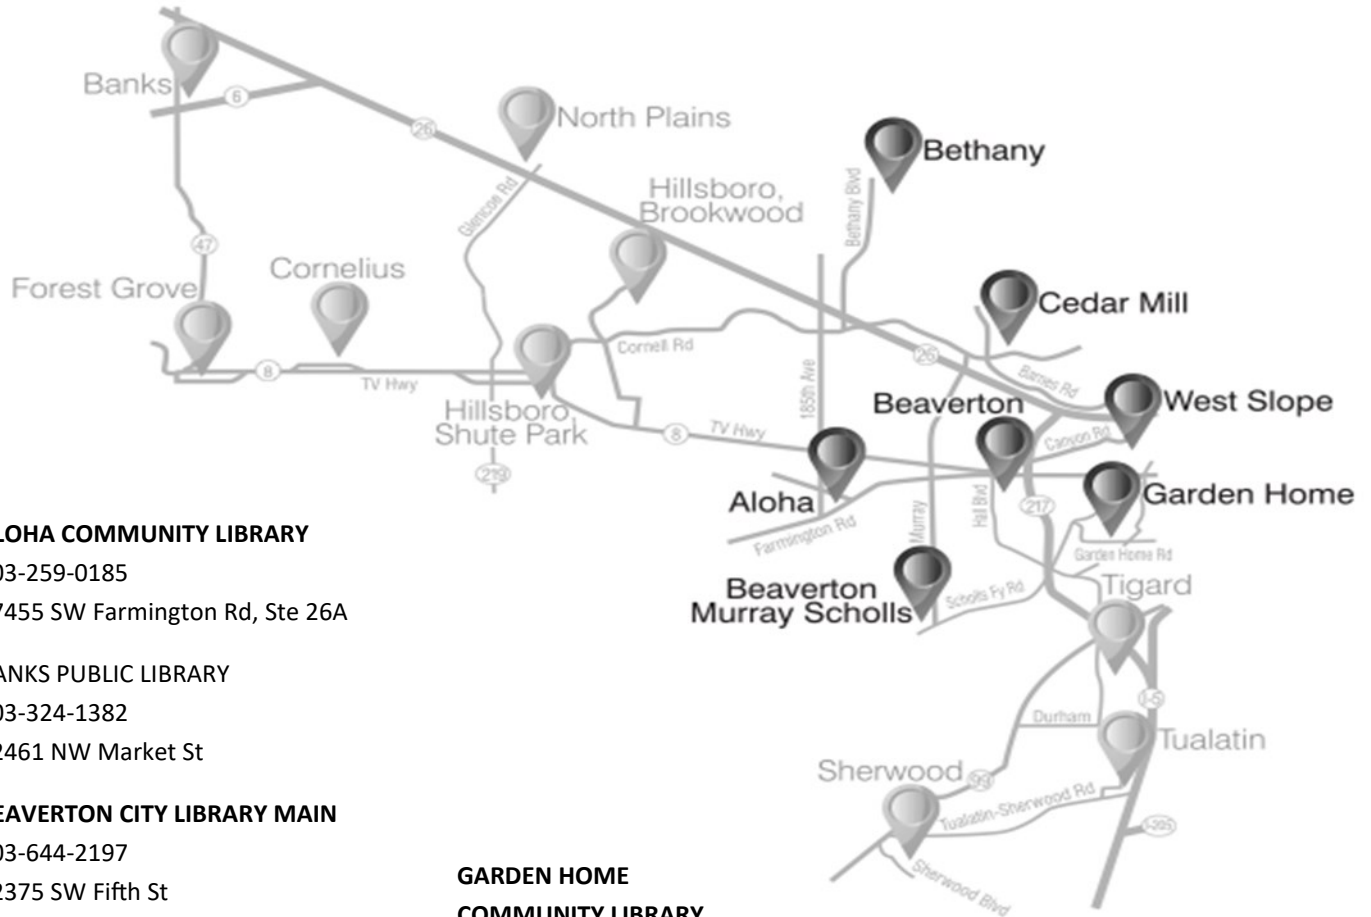 Banks
6
26
North Plains
Bethany
Glencoe Rd
Hillsboro,
Brookwood
Bethany Blvd
47
Cornelius
Forest Grove
Cedar Mill
Cornell Rd
26
8
TV Hwy
185th Ave
Barnes Rd
Beaverton
West Slope
Hillsboro,
Shute Park
8
TV Hwy
Canyon Rd
219
Aloha
Farmington Rd
Murray
Hall Blvd
217
Garden Home
Garden Home Rd
Beaverton
Murray Scholls
Scholls Fy Rd
Tigard
I-5
Durham
Tualatin
Sherwood
99
Tualatin-Sherwood Rd
I-205
Sherwood Blvd
LOHA COMMUNITY LIBRARY
03-259-0185
7455 SW Farmington Rd, Ste 26A
ANKS PUBLIC LIBRARY
03-324-1382
2461 NW Market St
EAVERTON CITY LIBRARY MAIN
03-644-2197
2375 SW Fifth St
GARDEN HOME
COMMUNITY LIBRARY